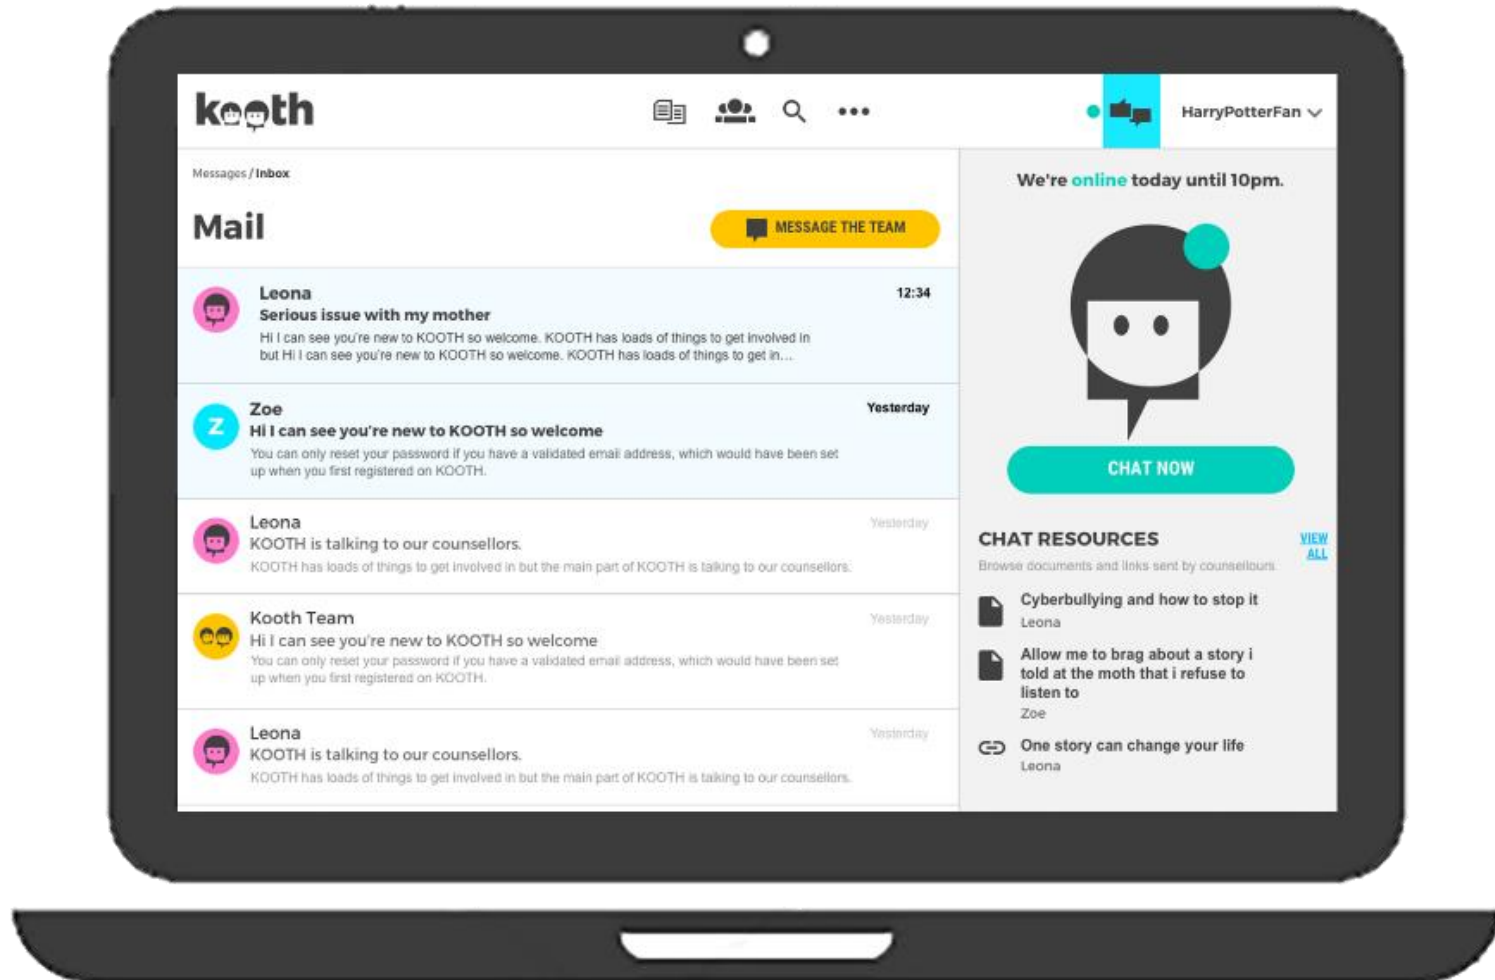 kooth
HarryPotterFan
Messages / Inbox
Mail
MESSAGE THE TEAM
Leona
12:34
Serious issue with my mother
Hi I can see you're new to KOOTH so welcome. KOOTH has loads of things to get involved in
but Hi I can see you're new to KOOTH so welcome. KOOTH has loads of things to get in...
Z
Zoe
Yesterday
Hi I can see you're new to KOOTH so welcome
You can only reset your password if you have a validated email address, which would have been set
up when you first registered on KOOTH.
Leona
Yesterday
KOOTH is talking to our counsellors.
KOOTH has loads of things to get involved in but the main part of KOOTH is talking to our counsellors.
Kooth Team
Yesterday
Hi I can see you're new to KOOTH so welcome
You can only reset your password if you have a validated email address, which would have been set
up when you first registered on KOOTH.
Leona
Yesterday
KOOTH is talking to our counsellors.
KOOTH has loads of things to get involved in but the main part of KOOTH is talking to our counsellors.
We're online today until 10pm.
CHAT NOW
CHAT RESOURCES
VIEW
ALL
Browse documents and links sent by counsellours
Cyberbullying and how to stop it
Leona
Allow me to brag about a story i
told at the moth that i refuse to
listen to
Zoe
One story can change your life
Leona